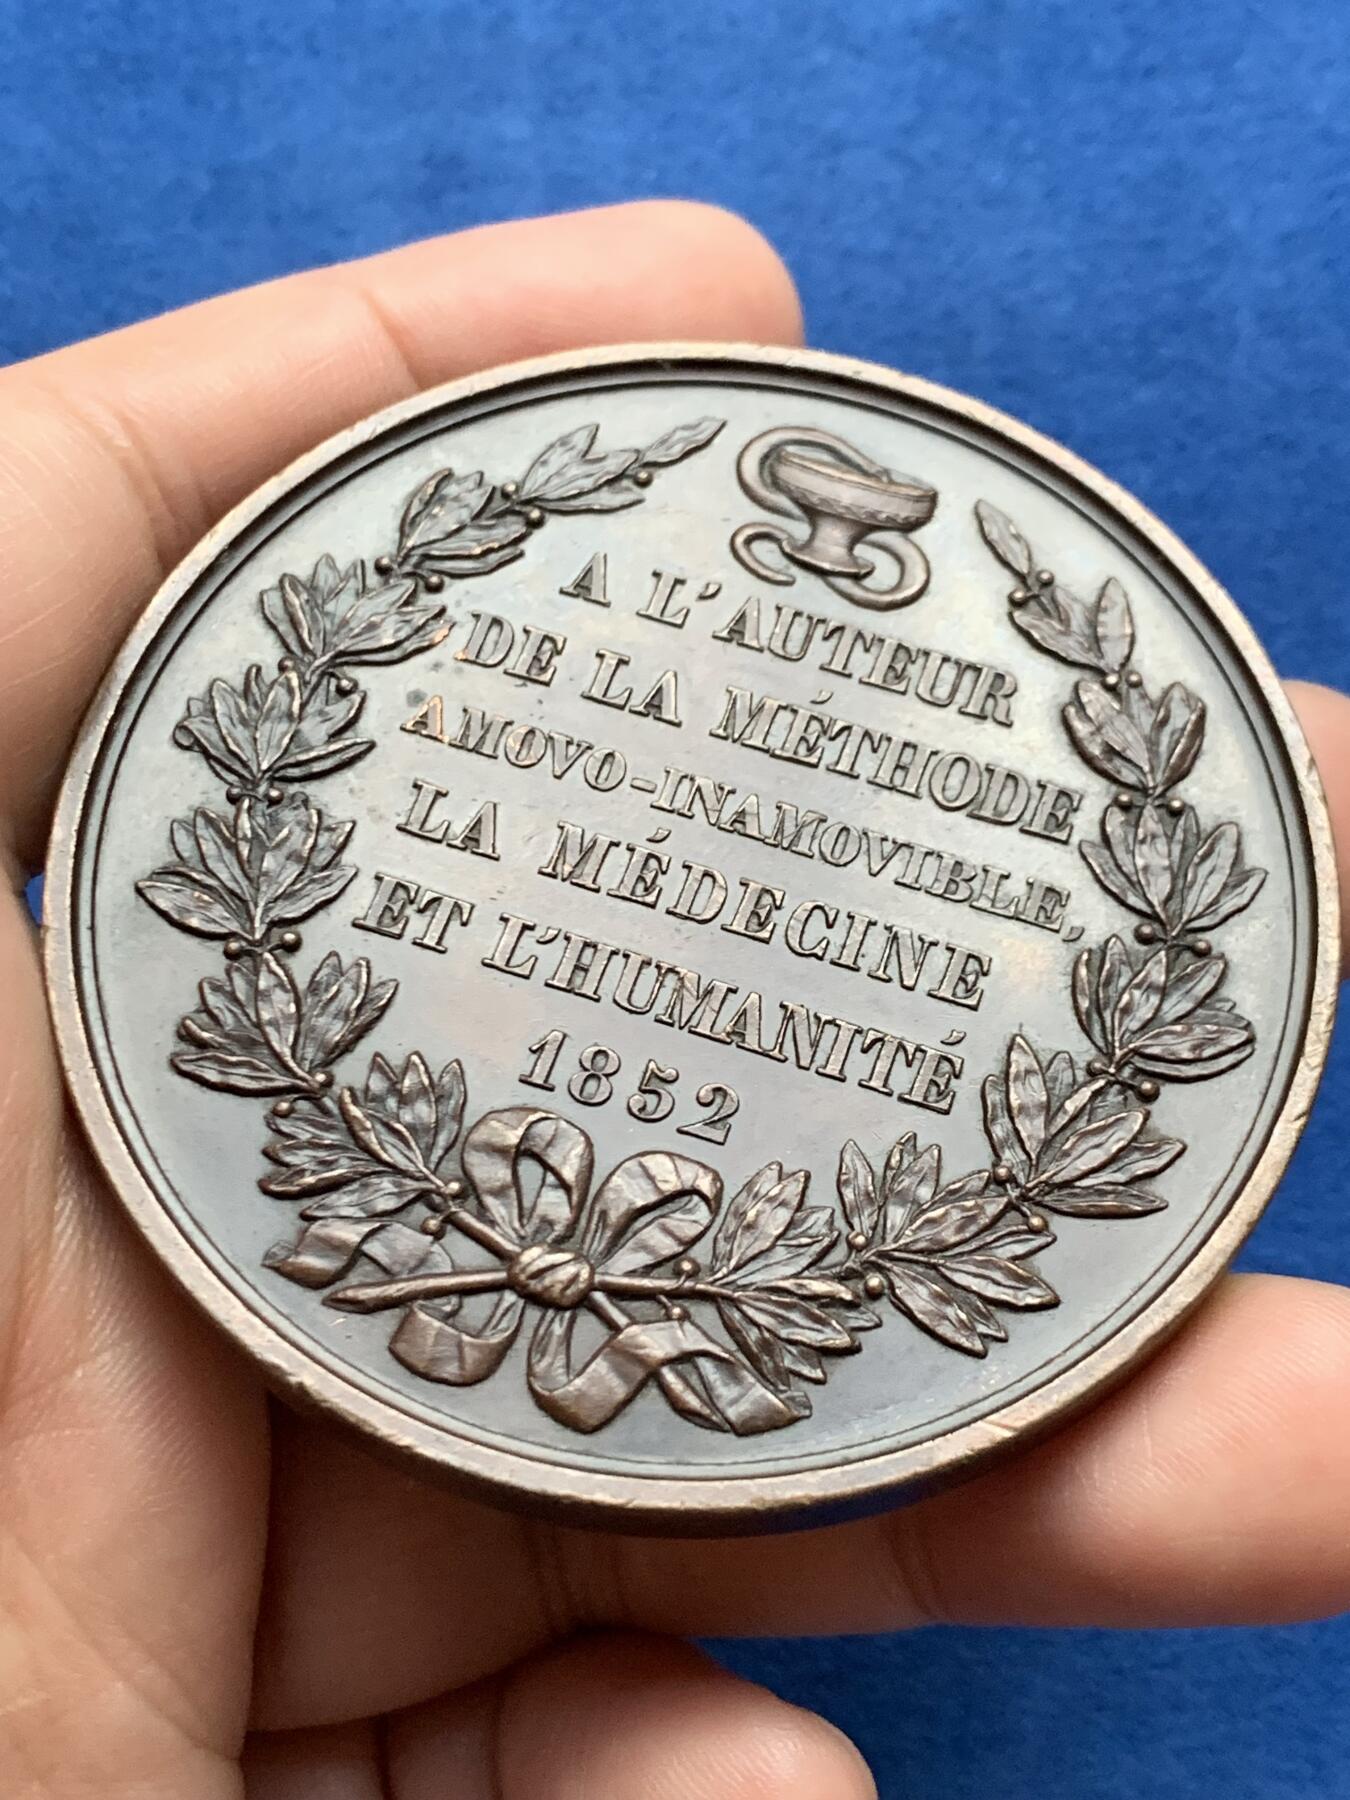 A L'AUTEUR
DE LA MÉTHODE
AMOVO-INAMOVIBLE,
LA MÉDECINE
ET L'HUMANITÉ
1852